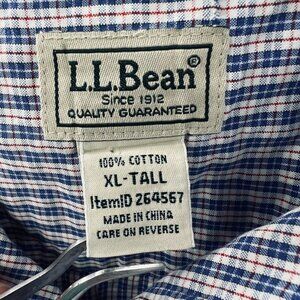 L.L.Bean®
Since 1912
QUALITY GUARANTEED
100% COTTON
XL-TALL
ItemID 264567
MADE IN CHINA
CARE ON REVERSE